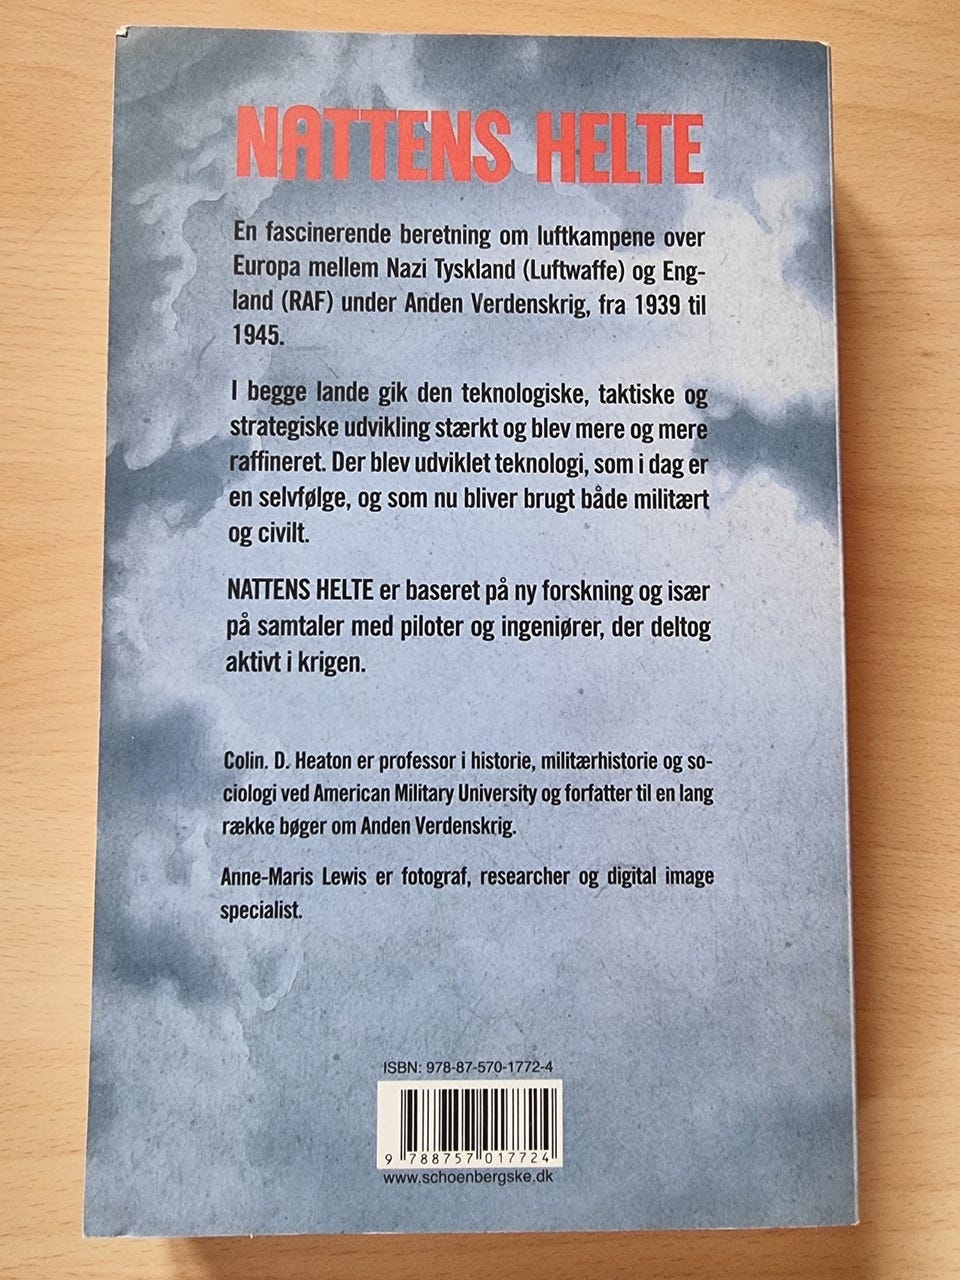 NATTENS HELTE
En fascinerende beretning om luftkampene over
Europa mellem Nazi Tyskland (Luftwaffe) og Eng-
land (RAF) under Anden Verdenskrig, fra 1939 til
1945.
I begge lande gik den teknologiske, taktiske og
strategiske udvikling stærkt og blev mere og mere
raffineret. Der blev udviklet teknologi, som i dag er
en selvfølge, og som nu bliver brugt både militært
og civilt.
NATTENS HELTE er baseret på ny forskning og især
på samtaler med piloter og ingeniører, der deltog
aktivt i krigen.
Colin. D. Heaton er professor i historie, militærhistorie og so-
ciologi ved American Military University og forfatter til en lang
række bøger om Anden Verdenskrig.
Anne-Maris Lewis er fotograf, researcher og digital image
specialist.
ISBN: 978-87-570-1772-4
9 788757 017724
www.schoenbergske.dk